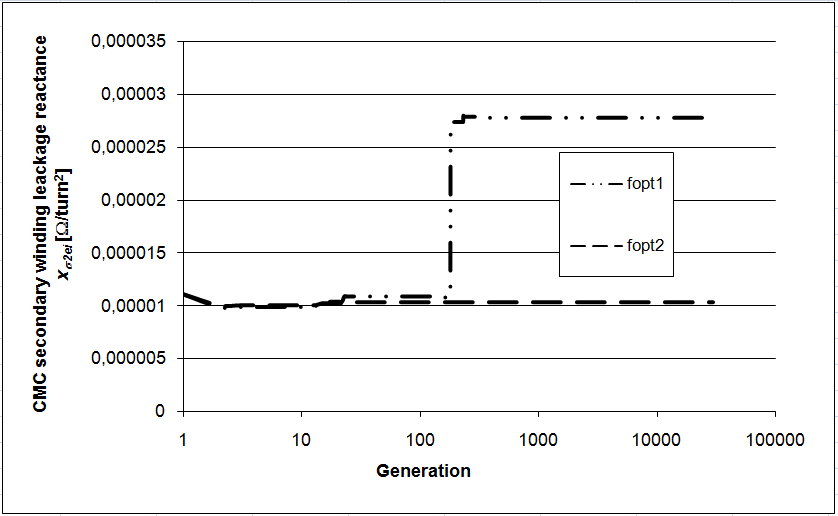 CMC secondary winding leackage reactance
xσ2ei [Ω/turn²]
0,000035
0,00003
0,000025
0,00002
0,000015
0,00001
0,000005
0
1 10 100 1000 10000 100000
Generation
fopt1
fopt2